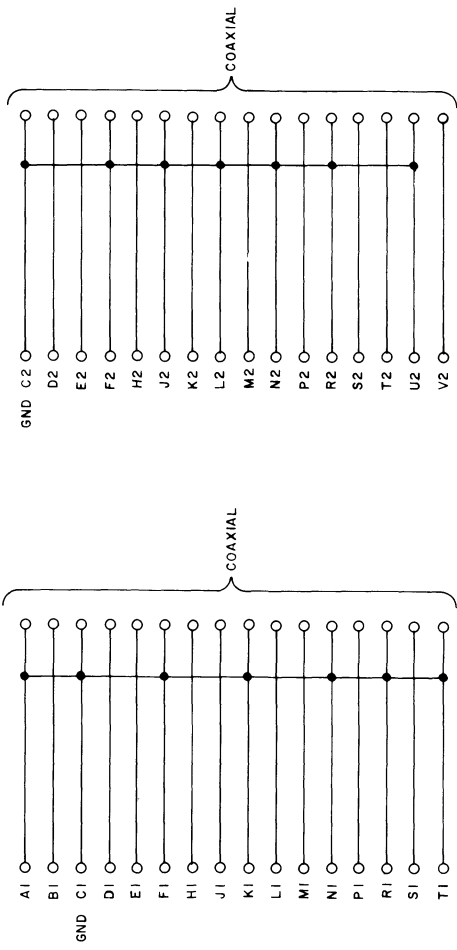 COAXIAL
GND C2
D2
E2
F2
H2
J2
K2
L2
M2
N2
P2
R2
S2
T2
U2
V2
COAXIAL
A1
B1
GND C1
D1
E1
F1
H1
J1
K1
L1
M1
N1
P1
R1
S1
T1